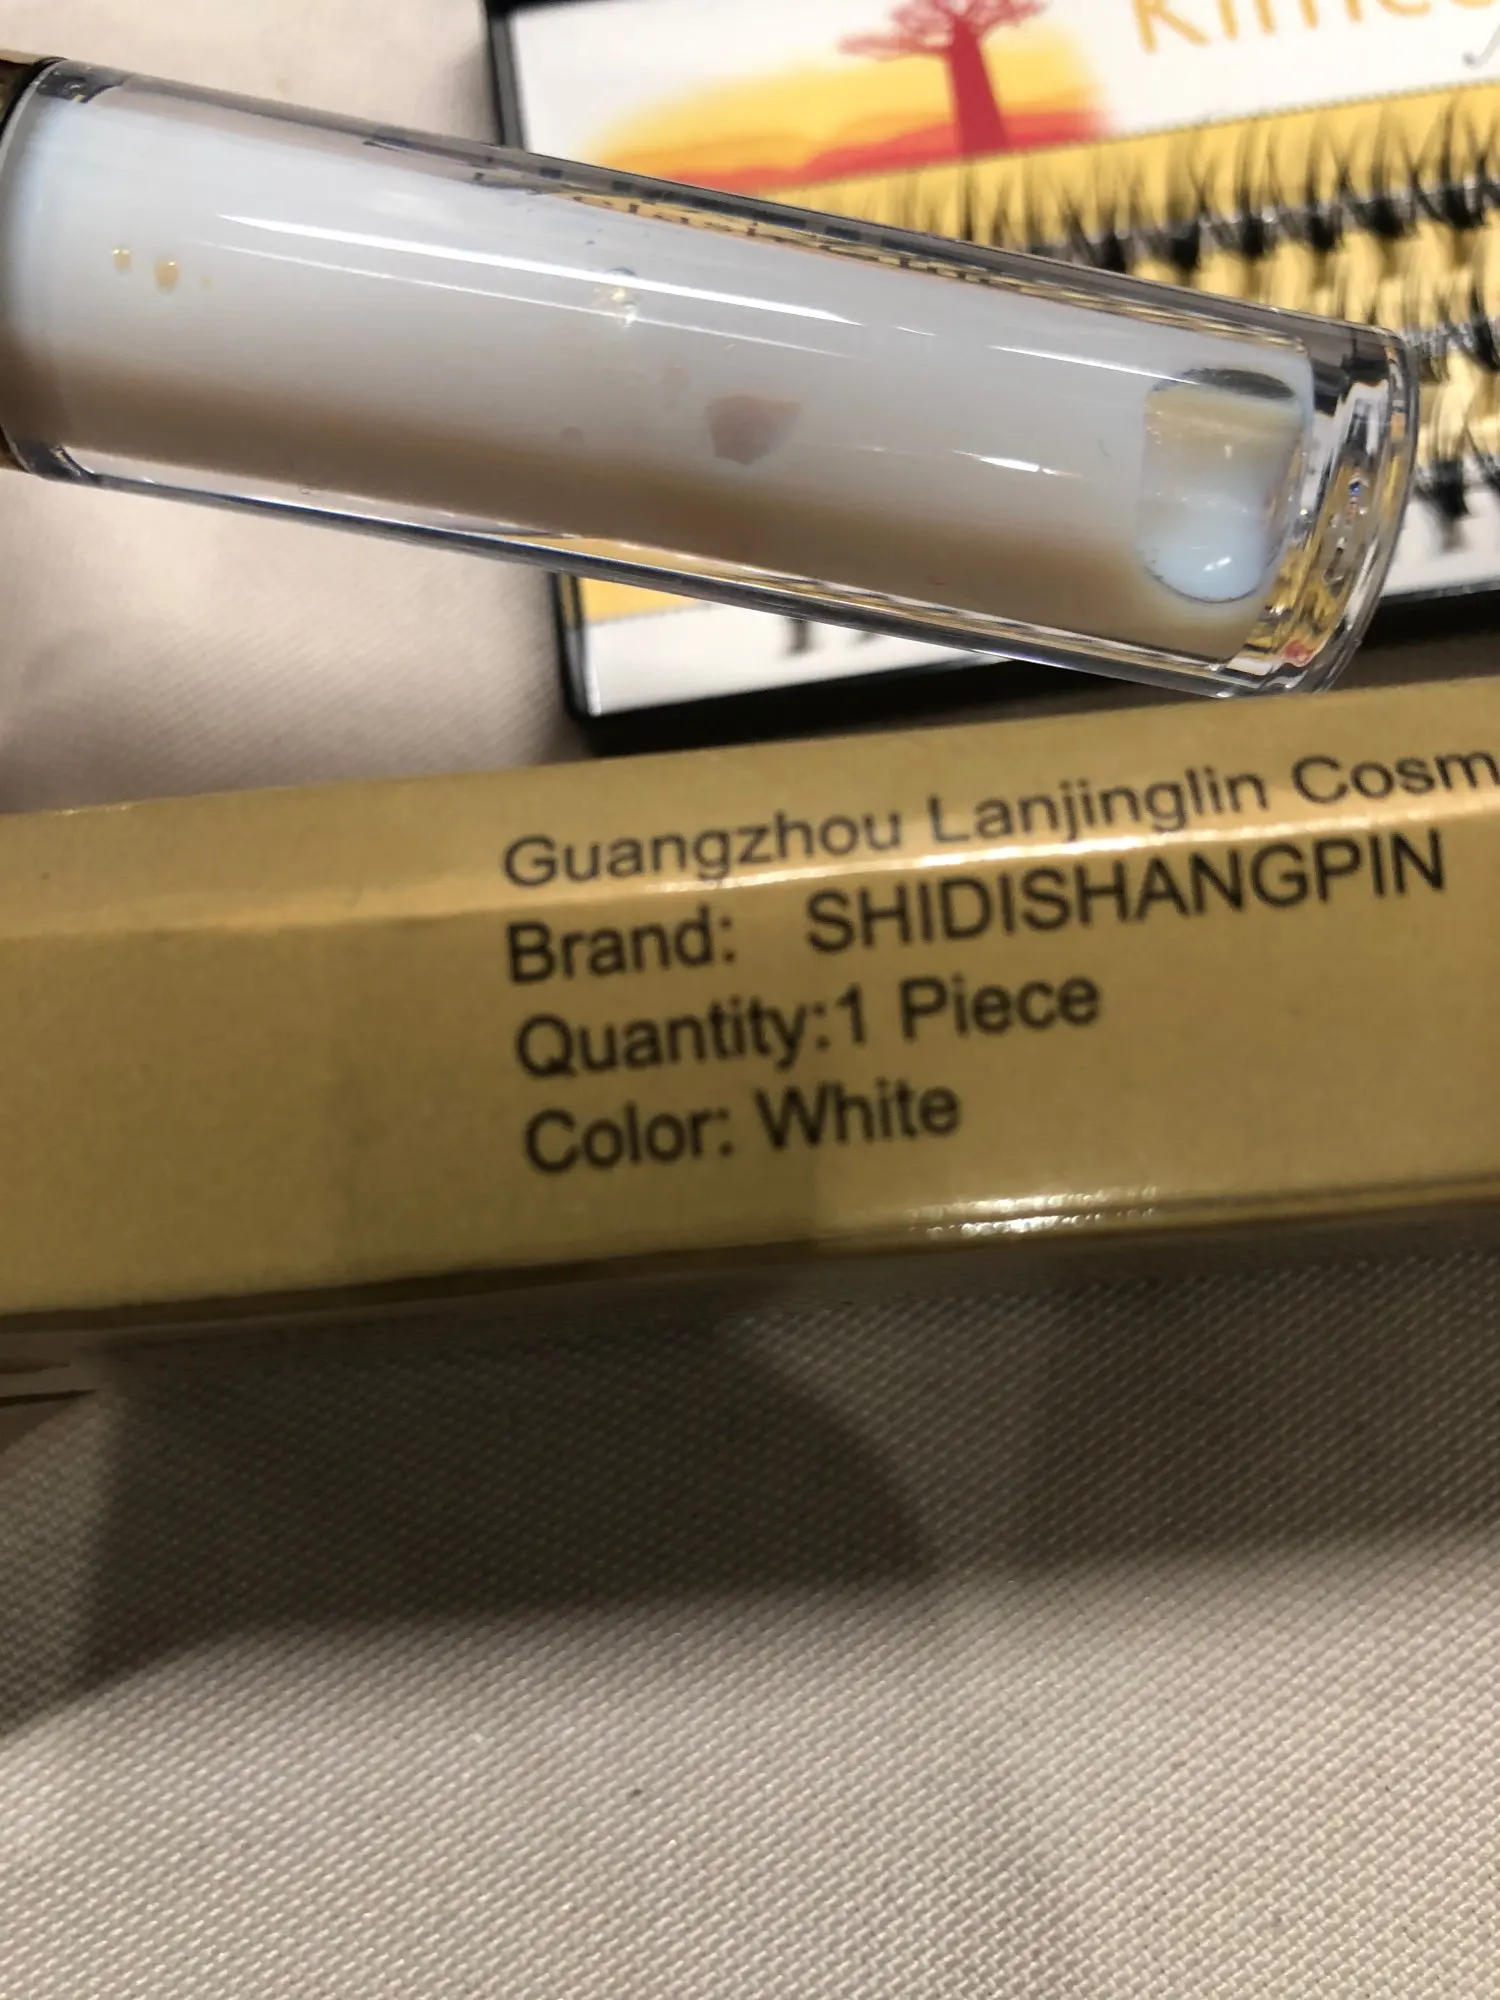 Guangzhou Lanjinglin Cosm
Brand: SHIDISHANGPIN
Quantity:1 Piece
Color: White